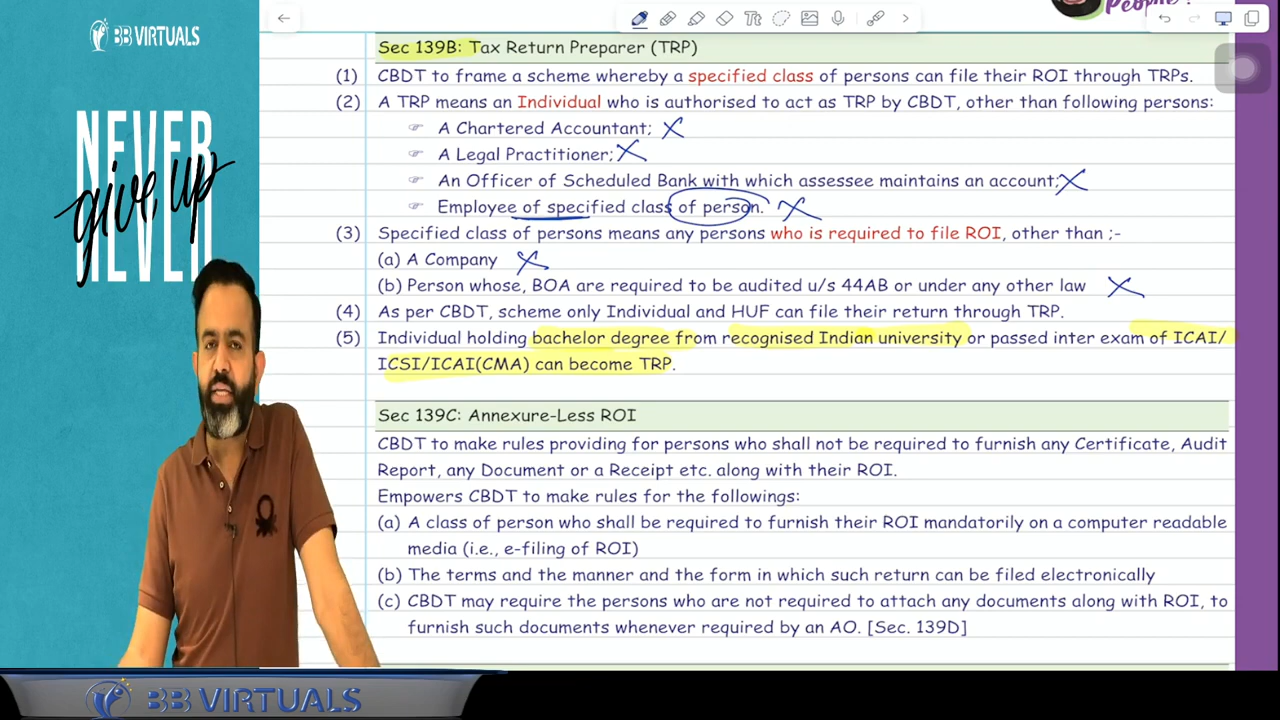 BB VIRTUALS
NEVER
give up
NEVER
People!
Tt
Sec 139B: Tax Return Preparer (TRP)
(1) CBDT to frame a scheme whereby a specified class of persons can file their ROI through TRPs.
(2) A TRP means an Individual who is authorised to act as TRP by CBDT, other than following persons:
☞ A Chartered Accountant;
☞ A Legal Practitioner;
☞ An Officer of Scheduled Bank with which assessee maintains an account;
☞ Employee of specified class of person.
(3) Specified class of persons means any persons who is required to file ROI, other than ;-
(a) A Company
(b) Person whose, BOA are required to be audited u/s 44AB or under any other law
(4) As per CBDT, scheme only Individual and HUF can file their return through TRP.
(5) Individual holding bachelor degree from recognised Indian university or passed inter exam of ICAI/
ICSI/ICAI(CMA) can become TRP.
Sec 139C: Annexure-Less ROI
CBDT to make rules providing for persons who shall not be required to furnish any Certificate, Audit
Report, any Document or a Receipt etc. along with their ROI.
Empowers CBDT to make rules for the followings:
(a) A class of person who shall be required to furnish their ROI mandatorily on a computer readable
media (i.e., e-filing of ROI)
(b) The terms and the manner and the form in which such return can be filed electronically
(c) CBDT may require the persons who are not required to attach any documents along with ROI, to
furnish such documents whenever required by an AO. [Sec. 139D]
BB VIRTUALS